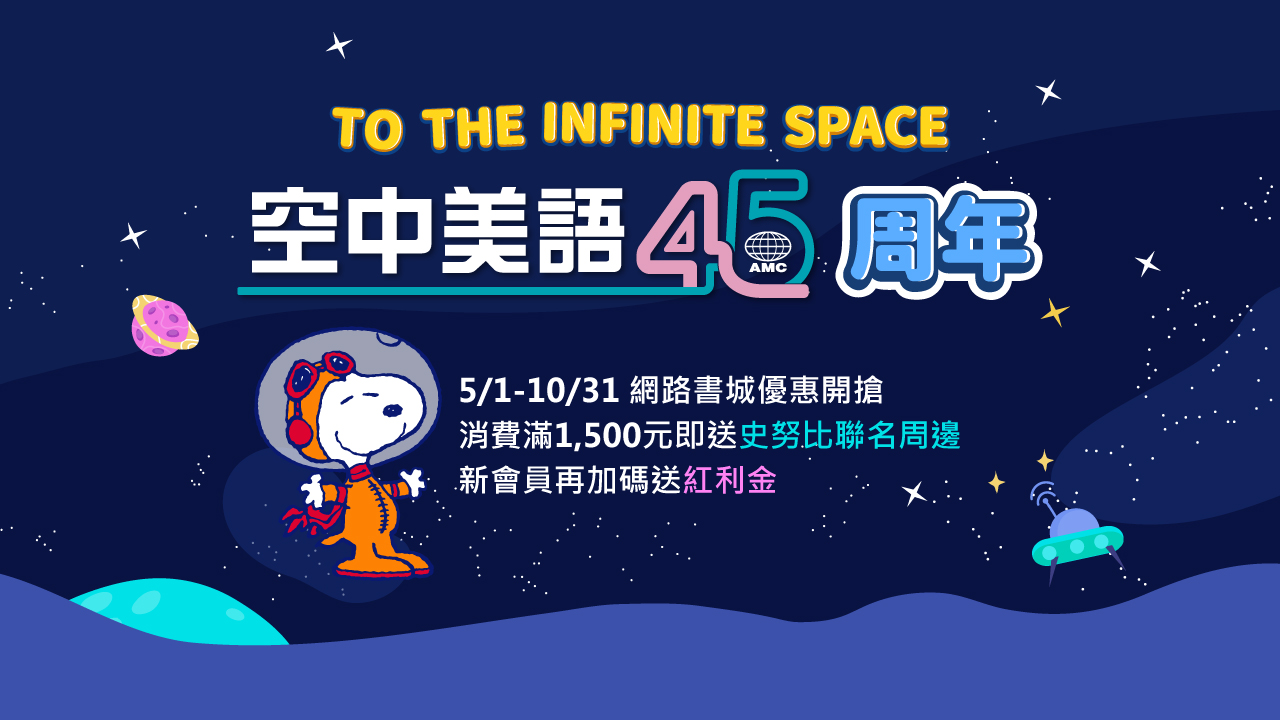 TO THE INFINITE SPACE
空中美語45周年
AMC
5/1-10/31 網路書城優惠開搶
消費滿1,500元即送史努比聯名周邊
新會員再加碼送紅利金